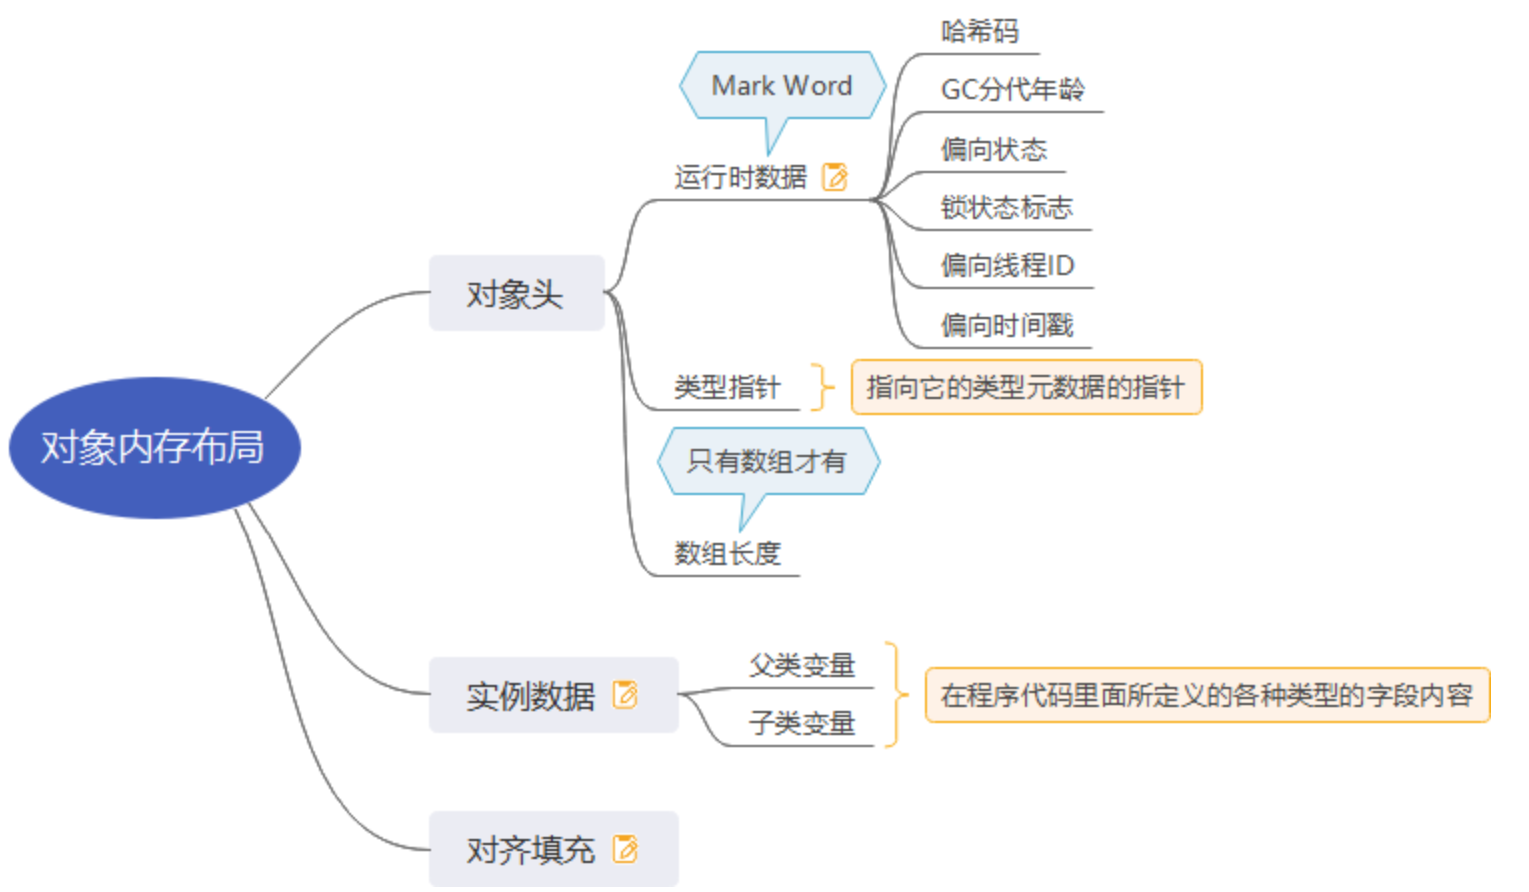 对象内存布局
对象头
Mark Word
运行时数据
哈希码
GC分代年龄
偏向状态
锁状态标志
偏向线程ID
偏向时间戳
类型指针
指向它的类型元数据的指针
只有数组才有
数组长度
实例数据
父类变量
子类变量
在程序代码里面所定义的各种类型的字段内容
对齐填充